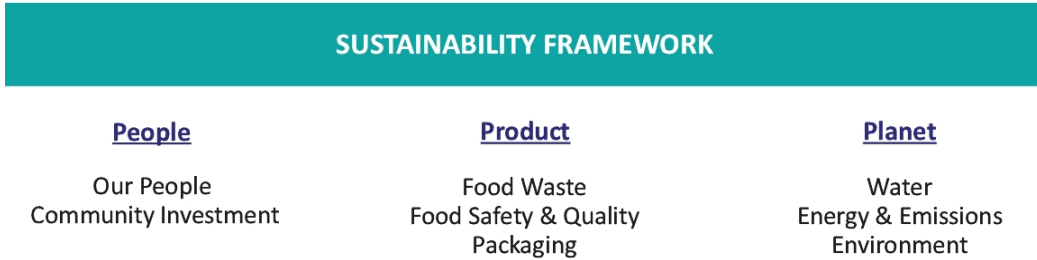 SUSTAINABILITY FRAMEWORK
People
Our People
Community Investment
Product
Food Waste
Food Safety & Quality
Packaging
Planet
Water
Energy & Emissions
Environment